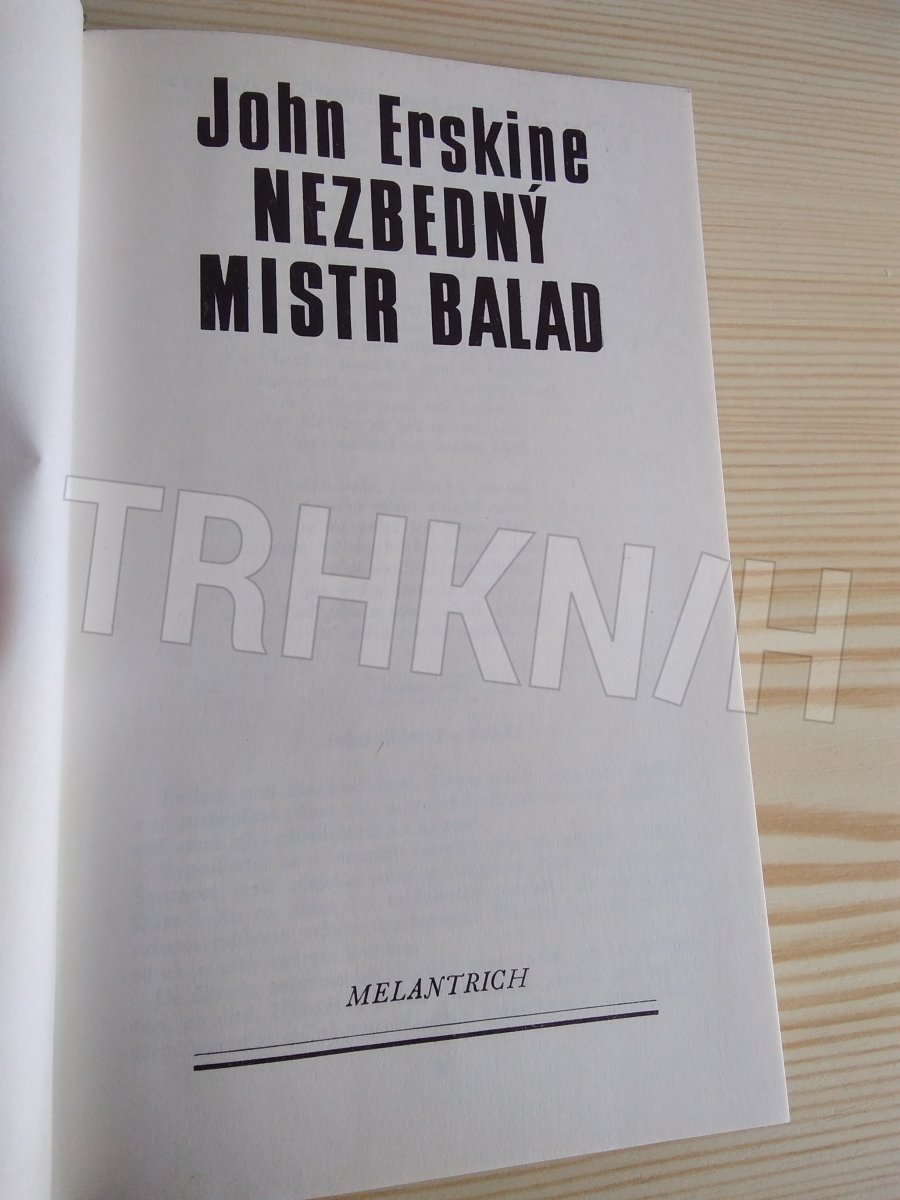 John Erskine
NEZBEDNÝ
MISTR BALAD
TRHKNIH
MELANTRICH